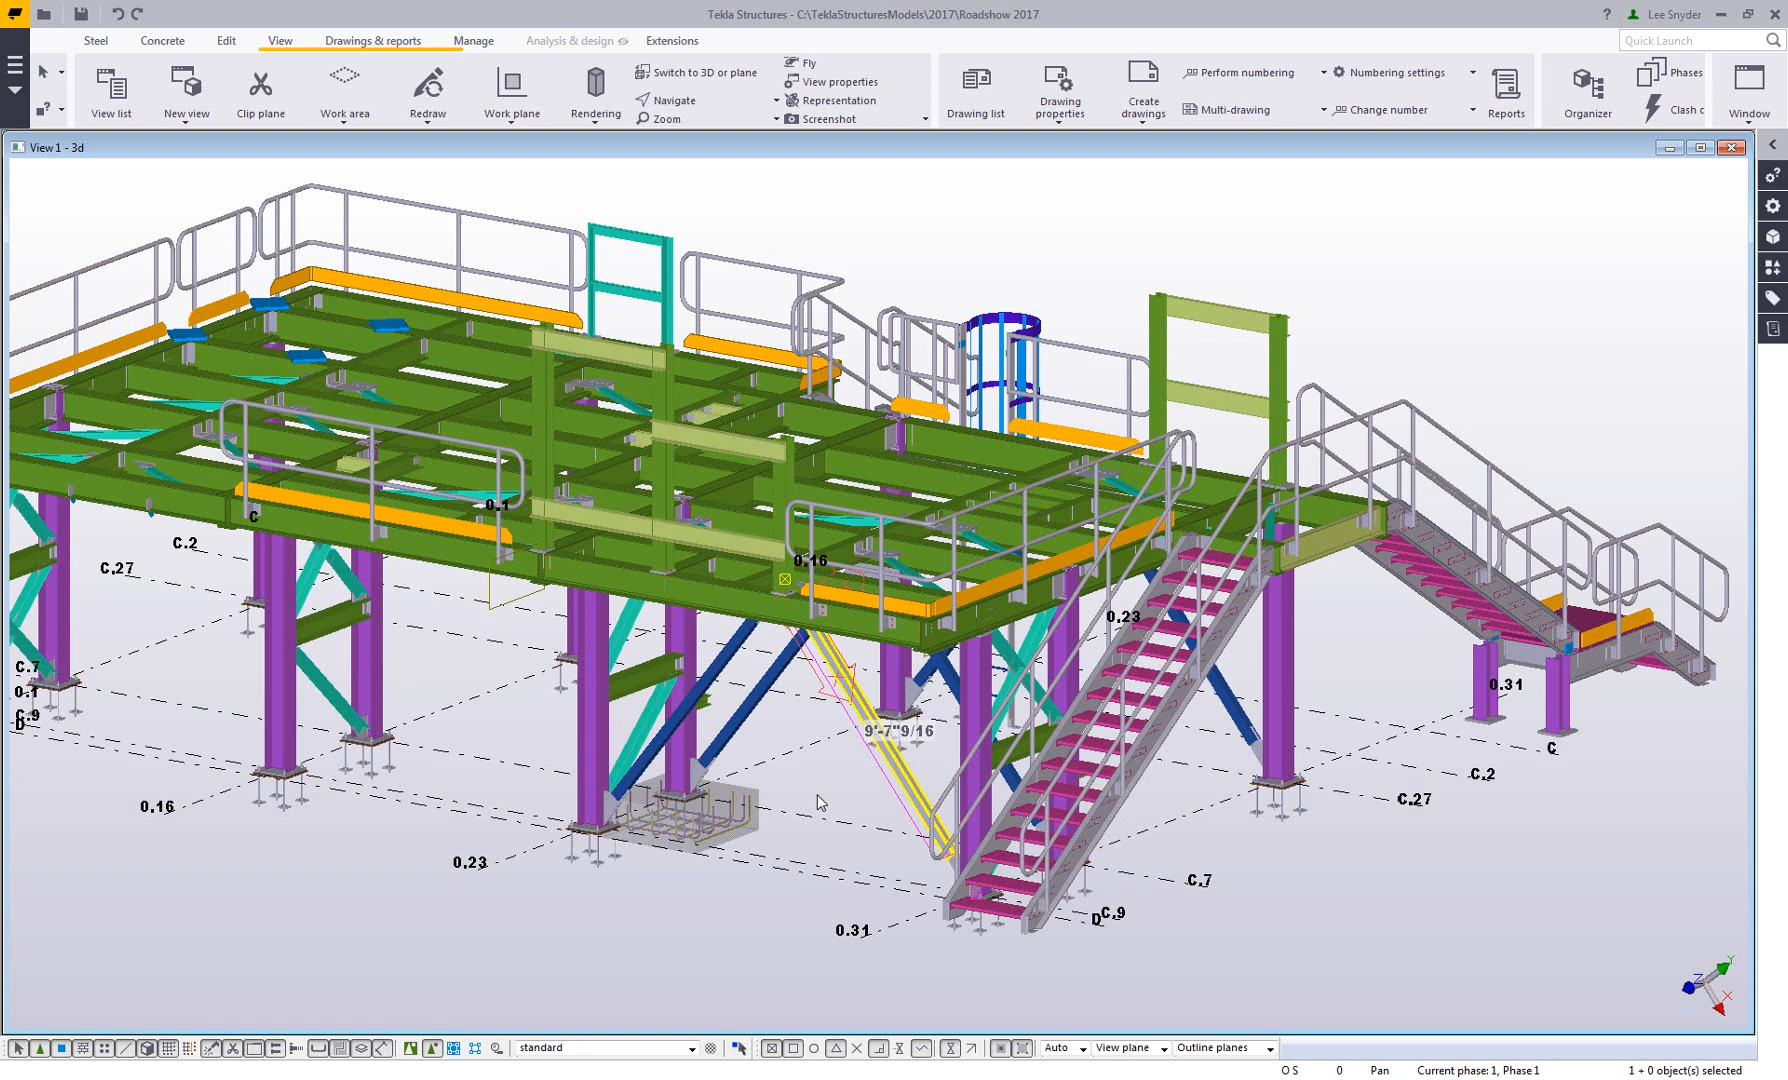 Tekla Structures - C:\TeklaStructuresModels\2017\Roadshow 2017
? Lee Snyder
Steel Concrete Edit View Drawings & reports Manage Analysis & design Extensions
Quick Launch
View list
New view
Clip plane
Work area
Redraw
Work plane
Rendering
Switch to 3D or plane
Navigate
Zoom
Fly
View properties
Representation
Screenshot
Drawing list
Drawing properties
Create drawings
Perform numbering
Multi-drawing
Numbering settings
Change number
Reports
Organizer
Phases
Clash c
Window
View 1 - 3d
0.1
C
C.2
C.27
0.16
0.23
C.7
0.1
C.9
D
0.31
9'-7"9/16
C
C.2
C.27
0.16
0.23
C.7
C.9
D
0.31
Z
Y
X
standard
Auto
View plane
Outline planes
O S 0 Pan Current phase: 1, Phase 1 1 + 0 object(s) selected